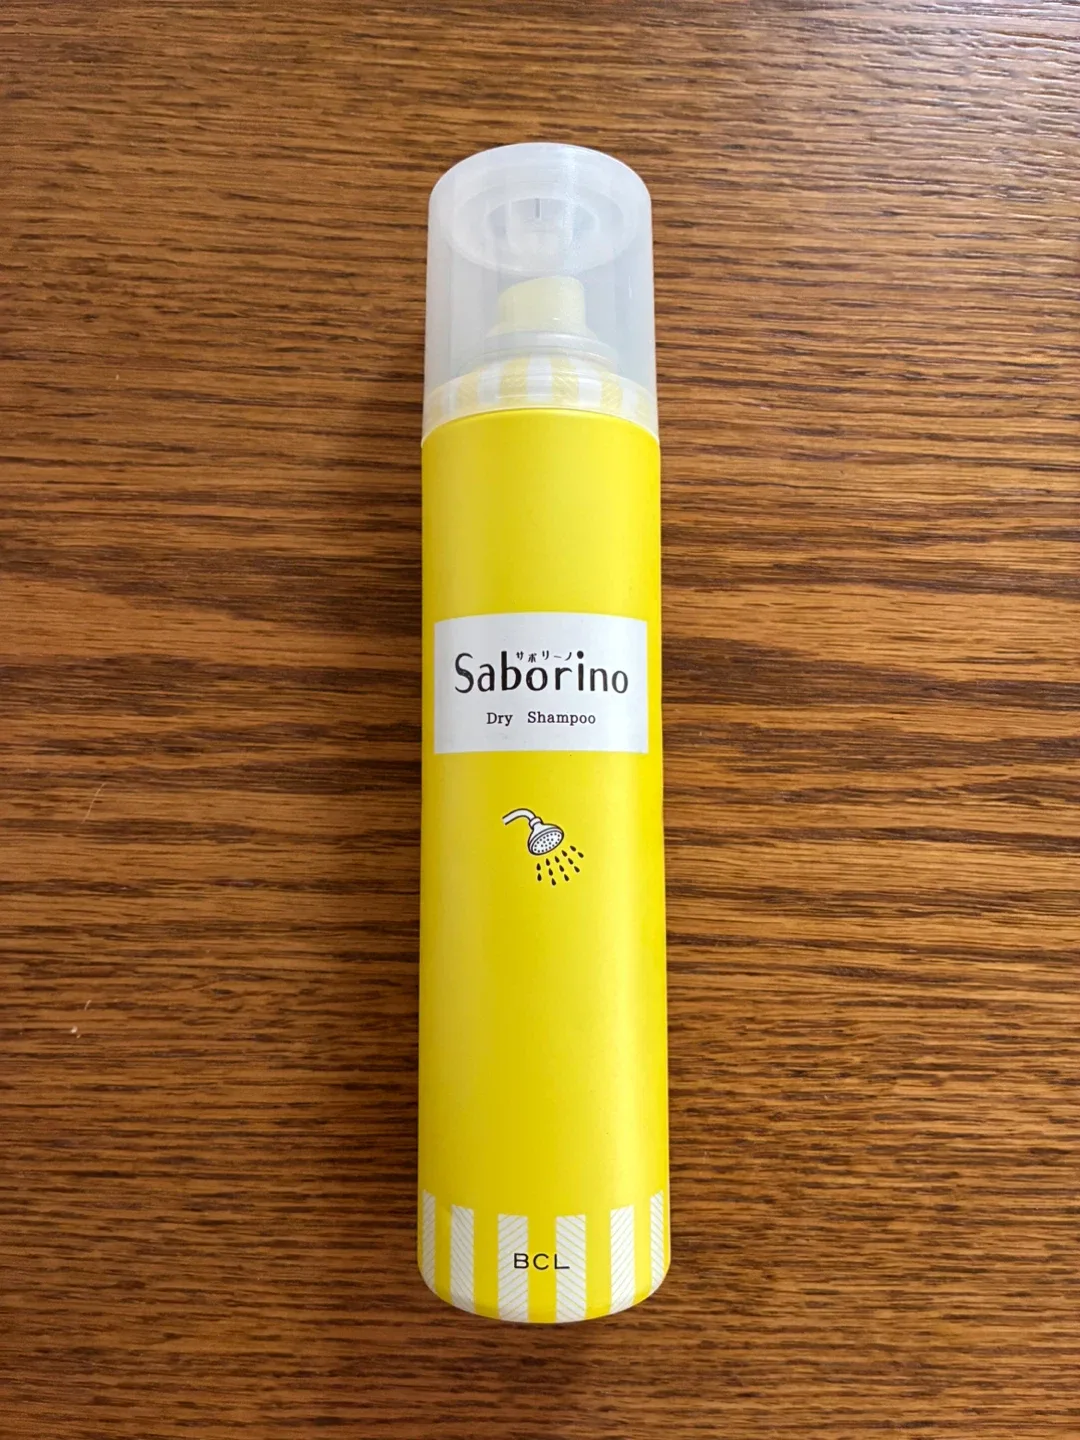 サボリーノ
Saborino
Dry Shampoo
BCL